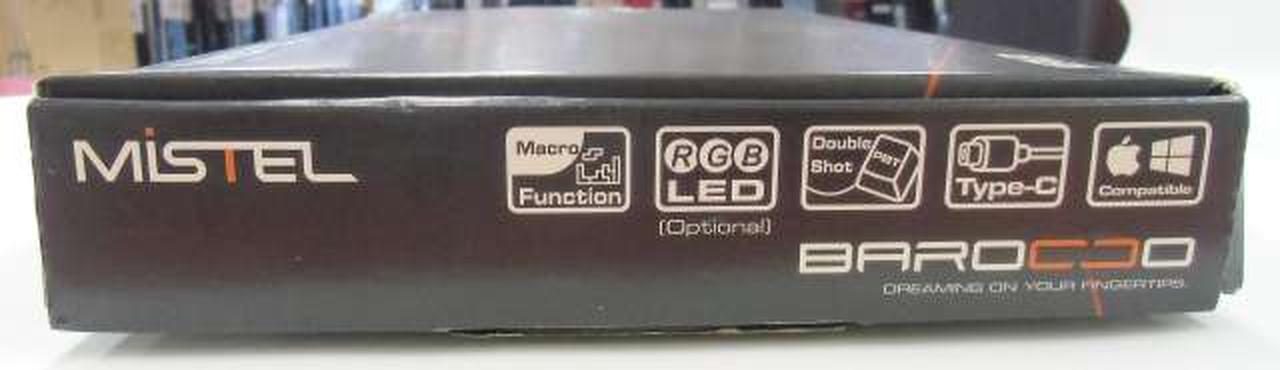 MiSTEL
Macro
Function
RGB
LED
(Optional)
Double
Shot
PBT
Type-C
Compatible
BAROCCO
DREAMING ON YOUR FINGERTIPS.